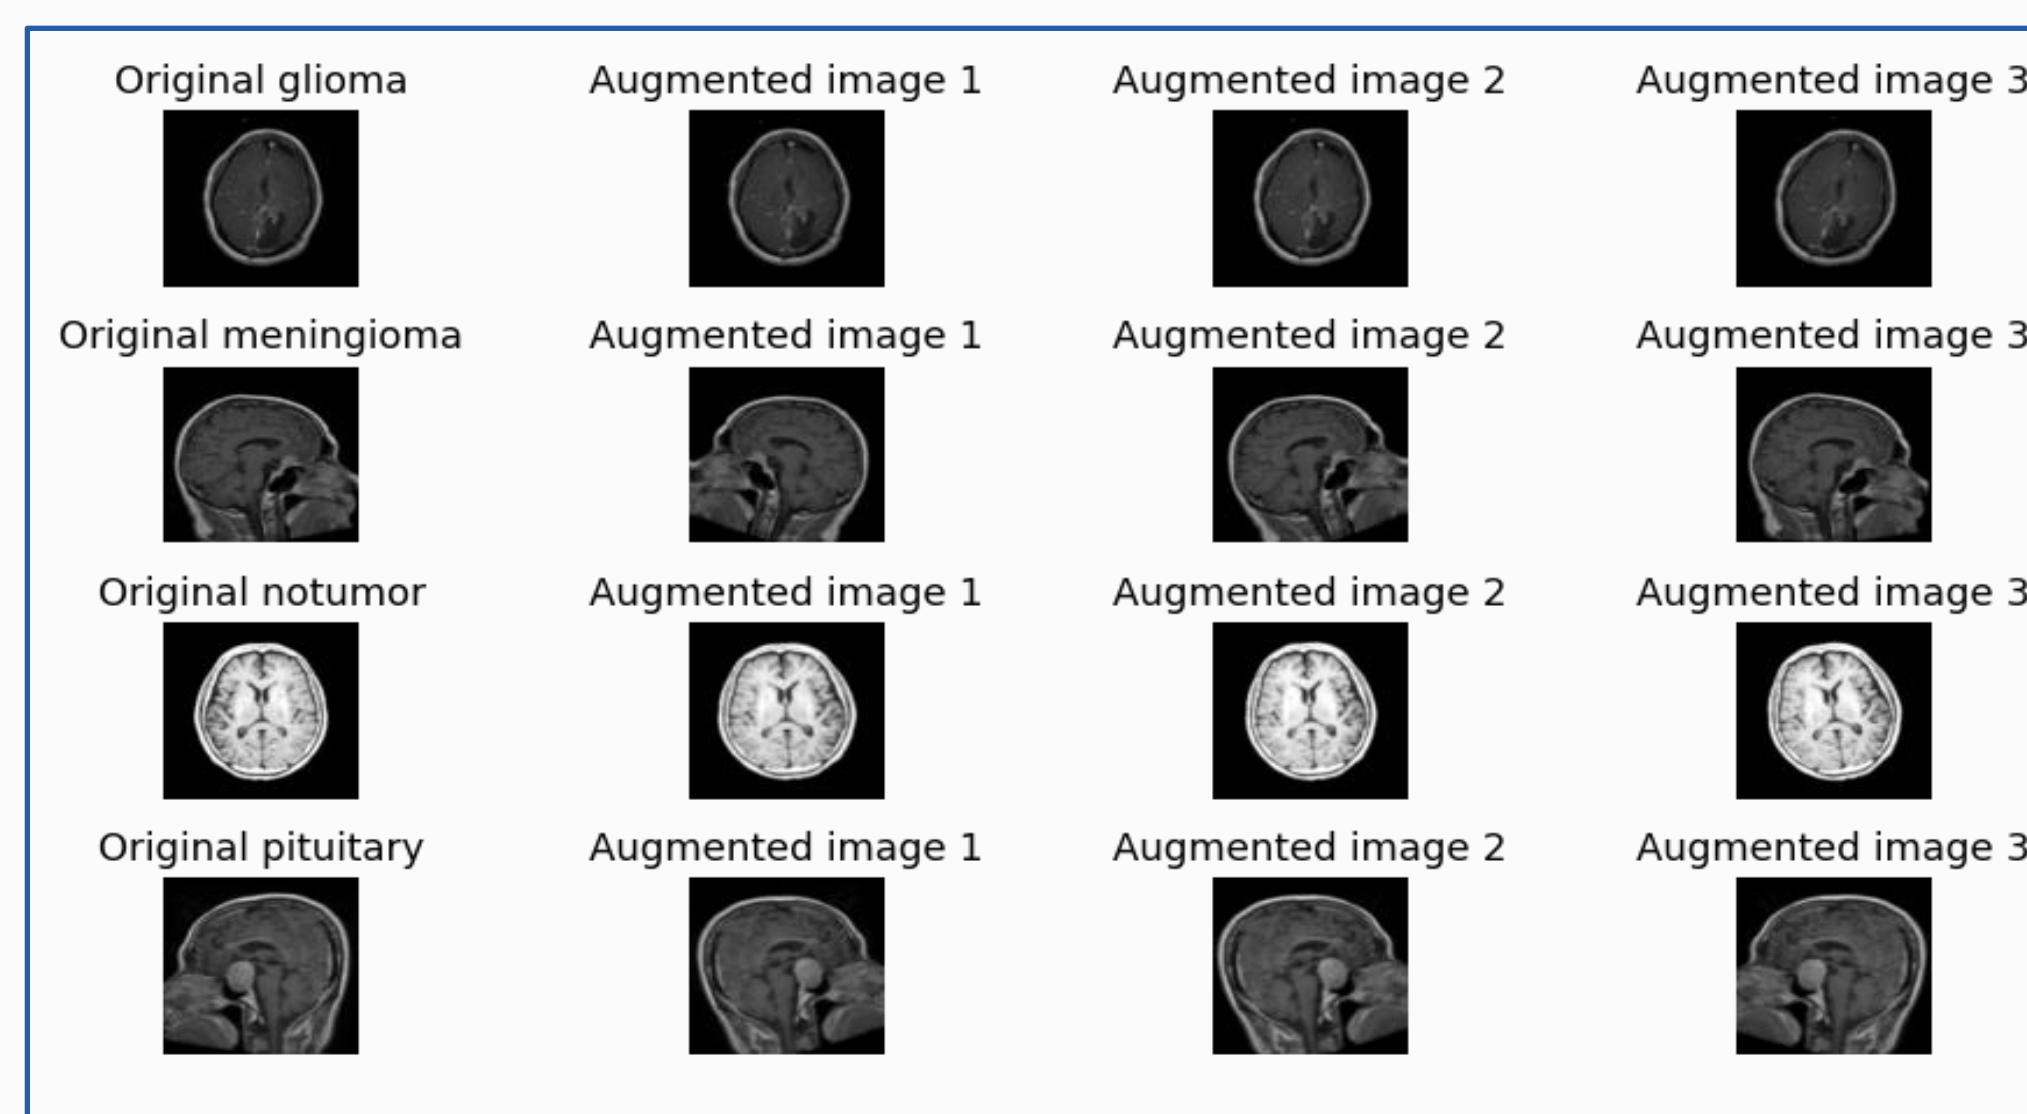 Original glioma Augmented image 1 Augmented image 2 Augmented image 3
Original meningioma Augmented image 1 Augmented image 2 Augmented image 3
Original notumor Augmented image 1 Augmented image 2 Augmented image 3
Original pituitary Augmented image 1 Augmented image 2 Augmented image 3